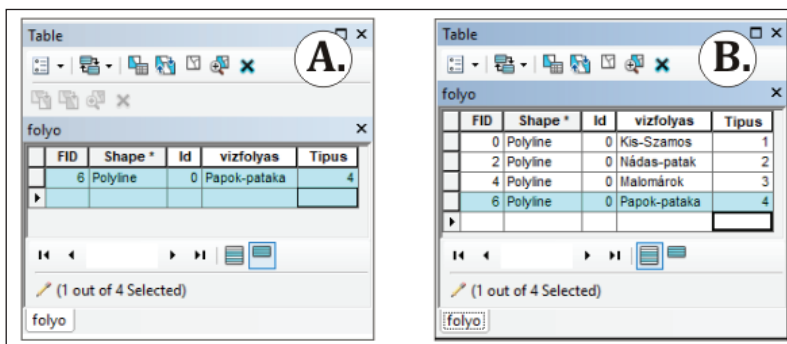 Table
A.
folyo
FID Shape * Id vizfolyas Tipus
6 Polyline 0 Papok-pataka 4
(1 out of 4 Selected)
folyo
Table
B.
folyo
FID Shape * Id vizfolyas Tipus
0 Polyline 0 Kis-Szamos 1
2 Polyline 0 Nádas-patak 2
4 Polyline 0 Malomárok 3
6 Polyline 0 Papok-pataka 4
(1 out of 4 Selected)
folyo